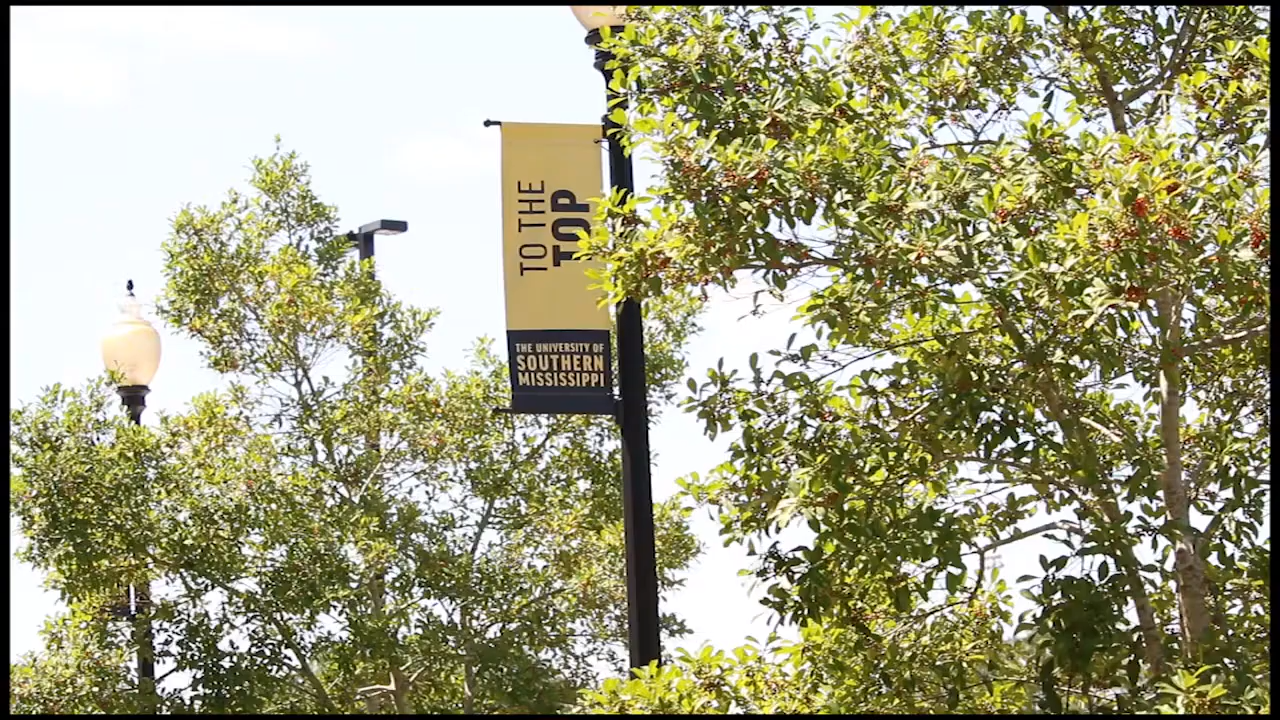 TO THE
TOP
THE UNIVERSITY OF
SOUTHERN
MISSISSIPPI